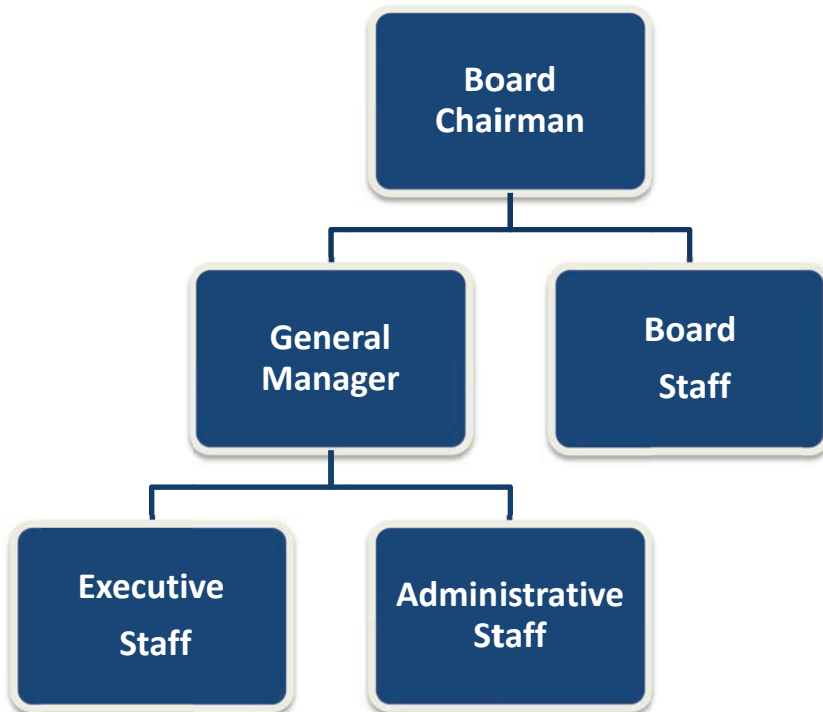 Board
Chairman
General
Manager
Board
Staff
Executive
Staff
Administrative
Staff